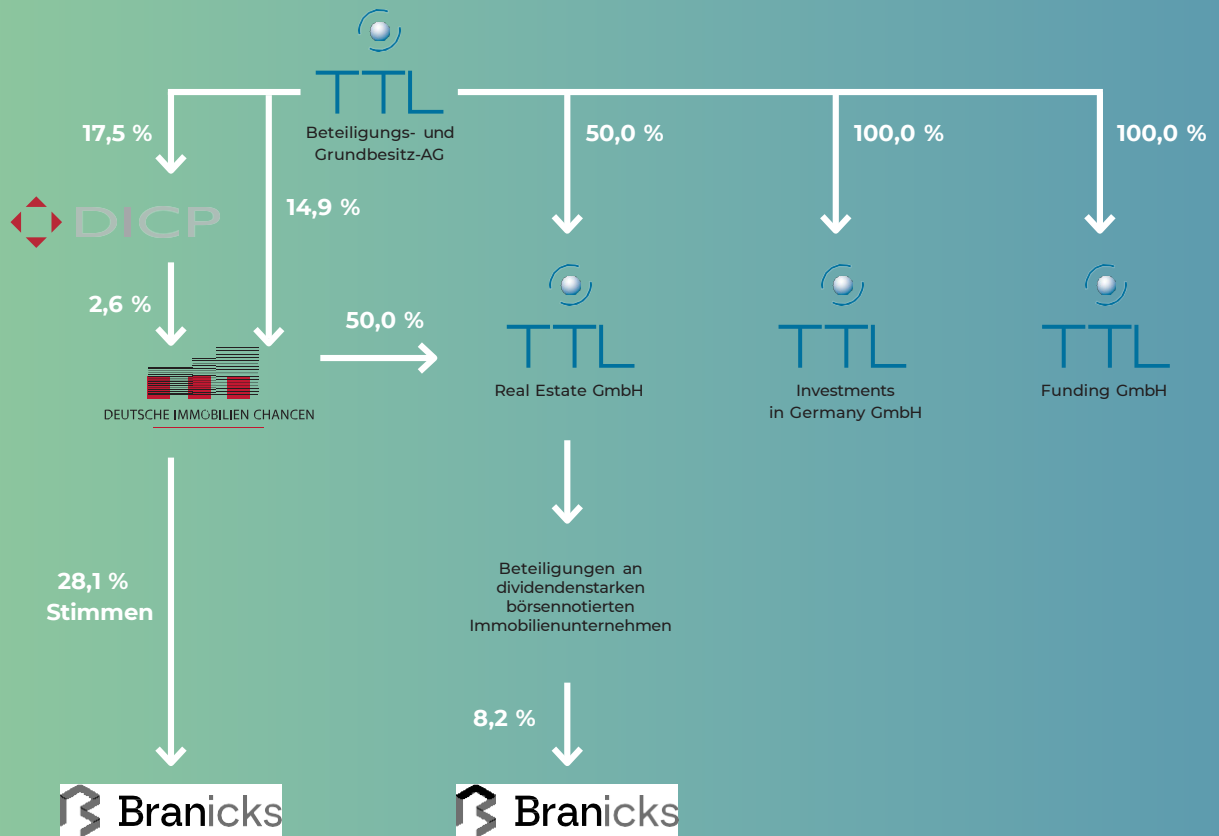 TTL
Beteiligungs- und
Grundbesitz-AG
17,5 %
14,9 %
50,0 %
100,0 %
100,0 %
DICP
2,6 %
50,0 %
DEUTSCHE IMMOBILIEN CHANCEN
TTL
Real Estate GmbH
TTL
Investments
in Germany GmbH
TTL
Funding GmbH
28,1 %
Stimmen
Beteiligungen an
dividendenstarken
börsennotierten
Immobilienunternehmen
8,2 %
Branicks
Branicks